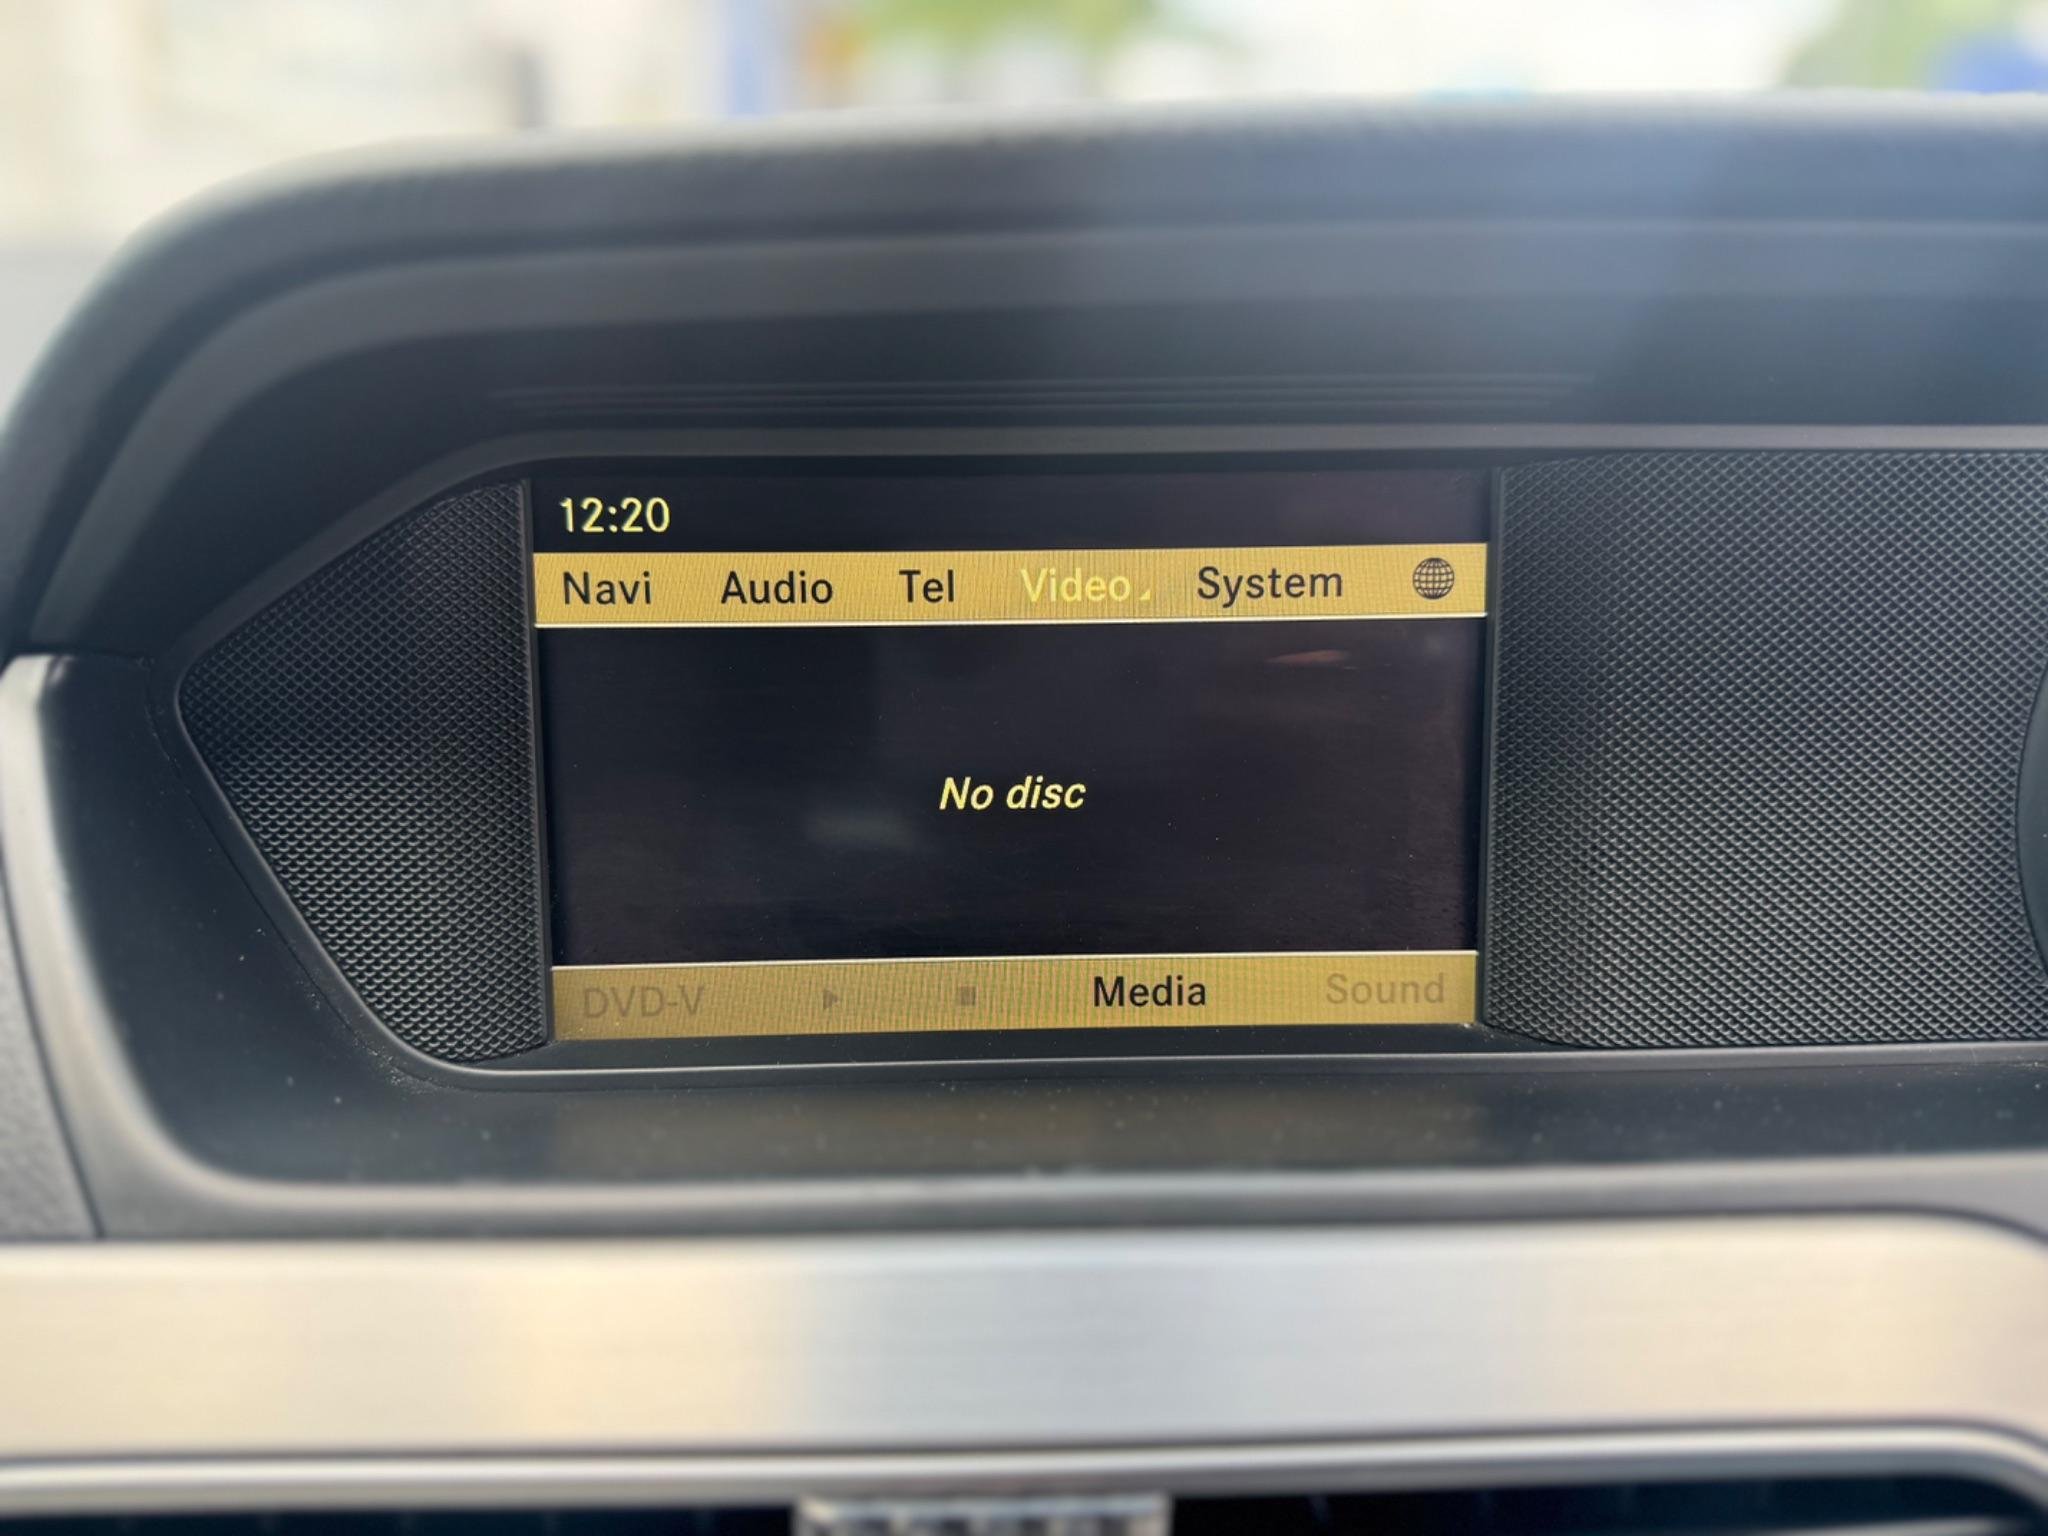 12:20
Navi Audio Tel Video System
No disc
DVD-V Media Sound